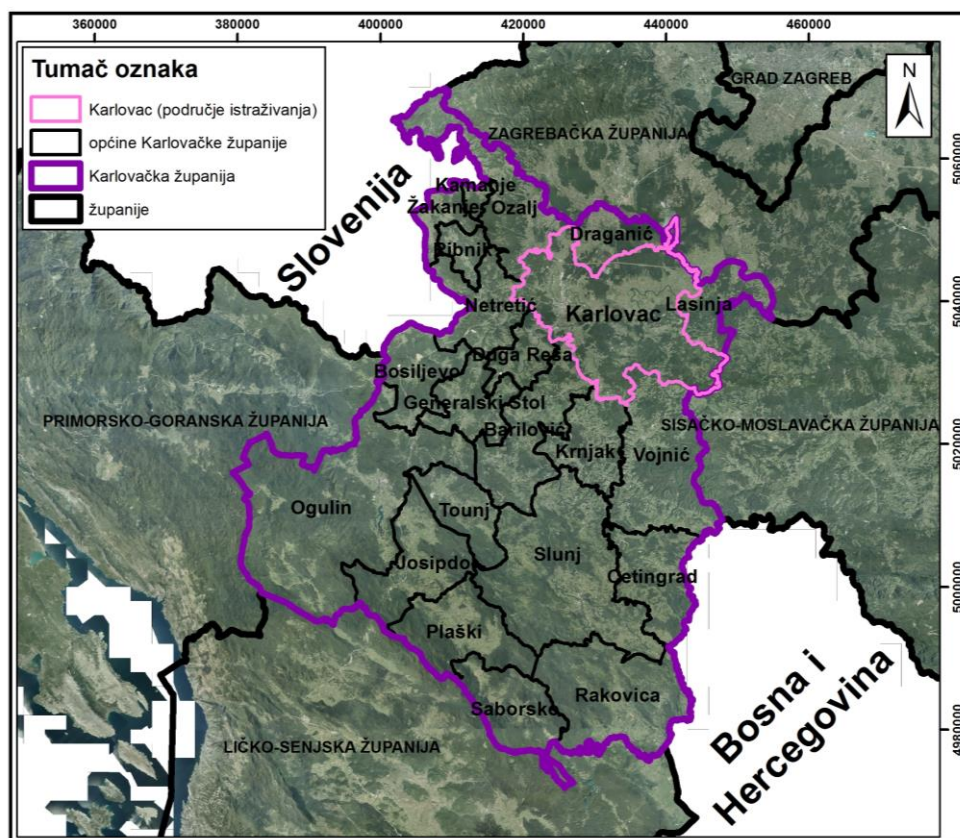 360000 380000 400000 420000 440000 460000
Tumač oznaka
Karlovac (područje istraživanja)
općine Karlovačke županije
Karlovačka županija
županije
N
GRAD ZAGREB
ZAGREBAČKA ŽUPANIJA
5060000
Slovenija
Kamanje
Žakanje Ozalj
Draganić
Ribnik
Netretić
Karlovac
Lasinja
5040000
Duga Resa
Bosiljevo
Generalski Stol
PRIMORSKO-GORANSKA ŽUPANIJA
Barilović
SISAČKO-MOSLAVAČKA ŽUPANIJA
5020000
Krnjak
Vojnić
Ogulin
Tounj
Slunj
Josipdol
Cetingrad
5000000
Plaški
Saborsko
Rakovica
LIČKO-SENJSKA ŽUPANIJA
4980000
Bosna i
Hercegovina